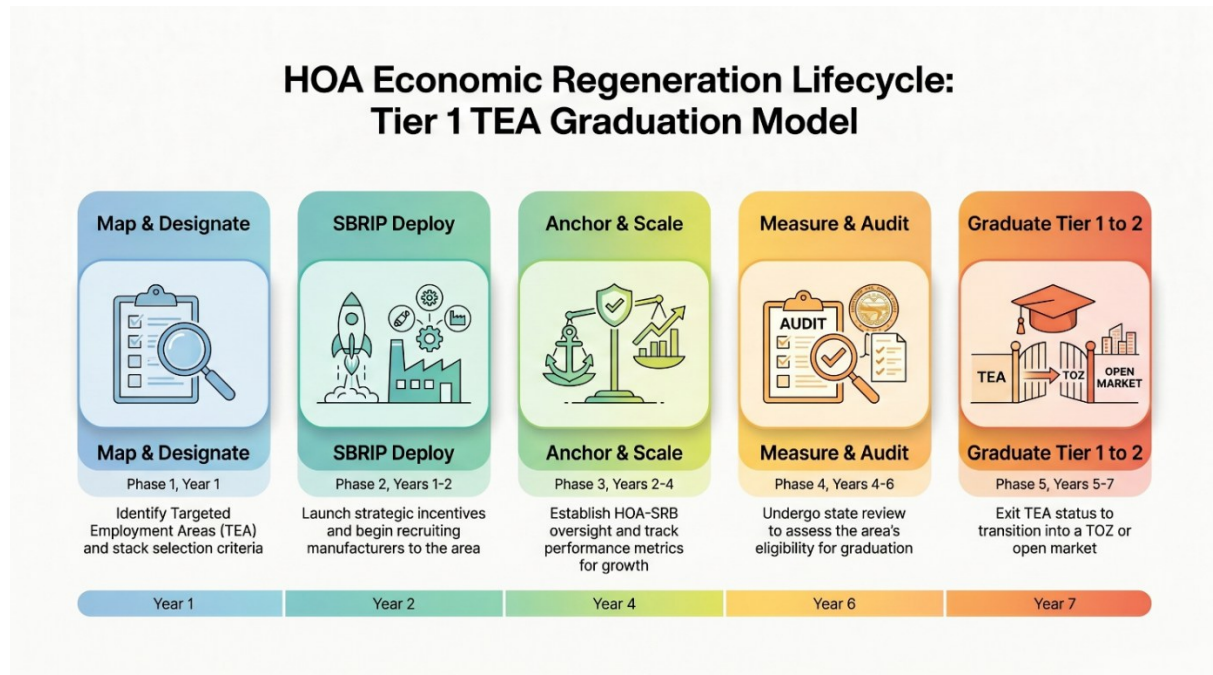 HOA Economic Regeneration Lifecycle:
Tier 1 TEA Graduation Model
Map & Designate
Map & Designate
Phase 1, Year 1
Identify Targeted
Employment Areas (TEA)
and stack selection criteria
SBRIP Deploy
SBRIP Deploy
Phase 2, Years 1-2
Launch strategic incentives
and begin recruiting
manufacturers to the area
Anchor & Scale
Anchor & Scale
Phase 3, Years 2-4
Establish HOA-SRB
oversight and track
performance metrics
for growth
Measure & Audit
AUDIT
Measure & Audit
Phase 4, Years 4-6
Undergo state review
to assess the area's
eligibility for graduation
Graduate Tier 1 to 2
TEA
TOZ
OPEN
MARKET
Graduate Tier 1 to 2
Phase 5, Years 5-7
Exit TEA status to
transition into a TOZ or
open market
Year 1
Year 2
Year 4
Year 6
Year 7